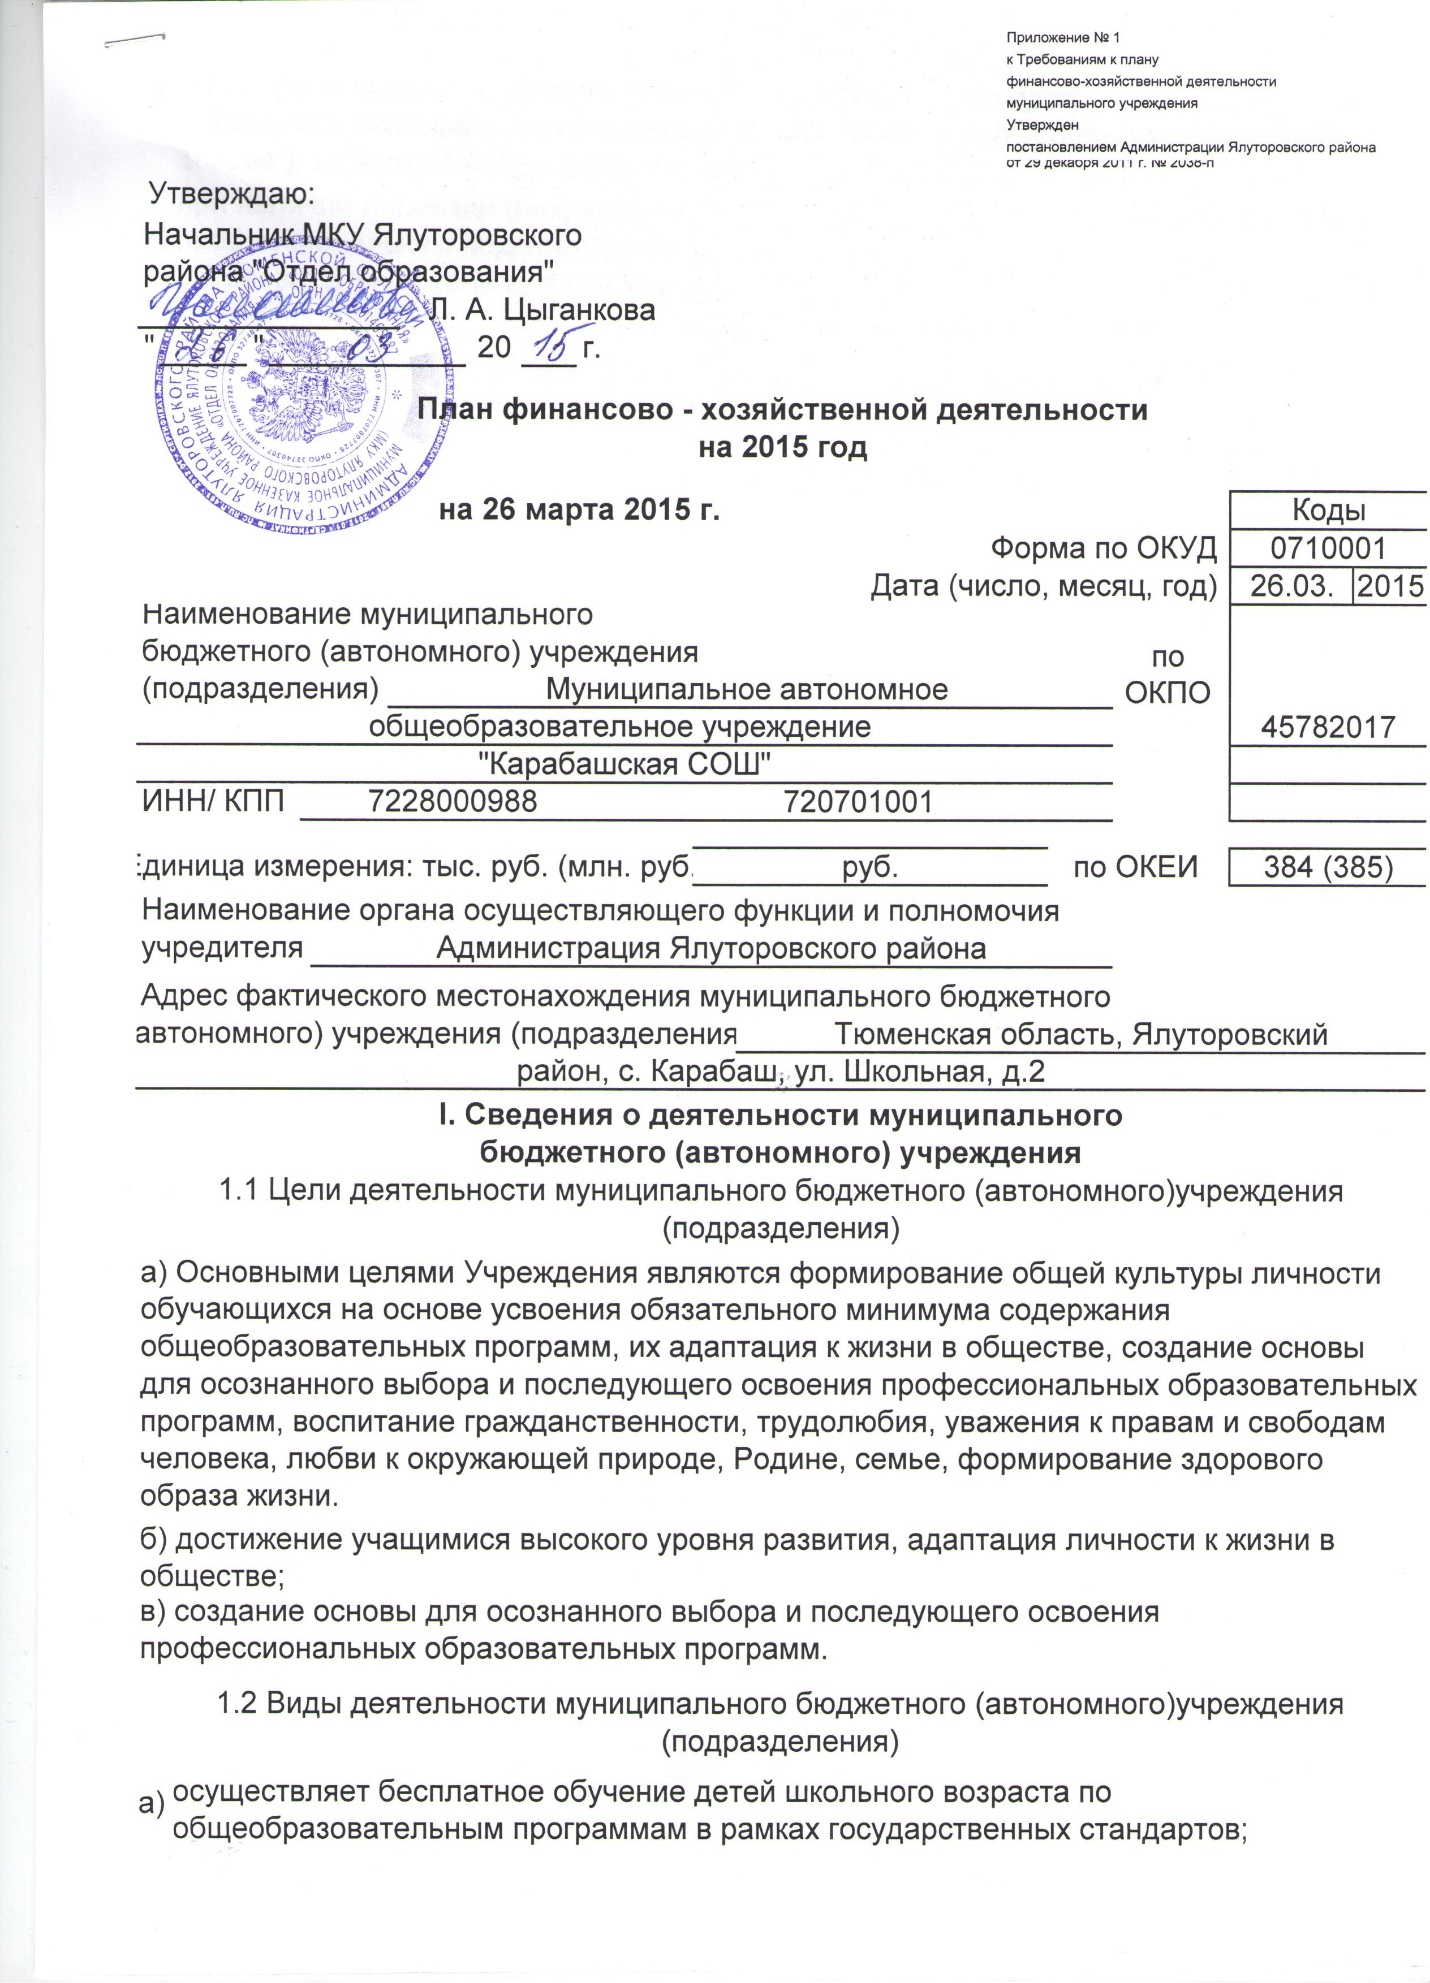 Приложение № 1
к Требованиям к плану
финансово-хозяйственной деятельности
муниципального учреждения
Утвержден
постановлением Администрации Ялуторовского района
от 29 декабря 2011 г. №
Утверждаю:
Начальник МКУ Ялуторовского
района "Отдел образования"
Л. А. Цыганкова
" 26 " 03 20 15 г.
План финансово - хозяйственной деятельности
на 2015 год
на 26 марта 2015 г.
Коды
Форма по ОКУД 0710001
Дата (число, месяц, год) 26.03. 2015
Наименование муниципального
бюджетного (автономного) учреждения
(подразделения) Муниципальное автономное
по
ОКПО
общеобразовательное учреждение 45782017
"Карабашская СОШ"
ИНН/ КПП 7228000988 720701001
Единица измерения: тыс. руб. (млн. руб. руб. по ОКЕИ 384 (385)
Наименование органа осуществляющего функции и полномочия
учредителя Администрация Ялуторовского района
Адрес фактического местонахождения муниципального бюджетного
автономного) учреждения (подразделения Тюменская область, Ялуторовский
район, с. Карабаш, ул. Школьная, д.2
I. Сведения о деятельности муниципального
бюджетного (автономного) учреждения
1.1 Цели деятельности муниципального бюджетного (автономного)учреждения
(подразделения)
а) Основными целями Учреждения являются формирование общей культуры личности
обучающихся на основе усвоения обязательного минимума содержания
общеобразовательных программ, их адаптация к жизни в обществе, создание основы
для осознанного выбора и последующего освоения профессиональных образовательных
программ, воспитание гражданственности, трудолюбия, уважения к правам и свободам
человека, любви к окружающей природе, Родине, семье, формирование здорового
образа жизни.
б) достижение учащимися высокого уровня развития, адаптация личности к жизни в
обществе;
в) создание основы для осознанного выбора и последующего освоения
профессиональных образовательных программ.
1.2 Виды деятельности муниципального бюджетного (автономного)учреждения
(подразделения)
а) осуществляет бесплатное обучение детей школьного возраста по
общеобразовательным программам в рамках государственных стандартов;